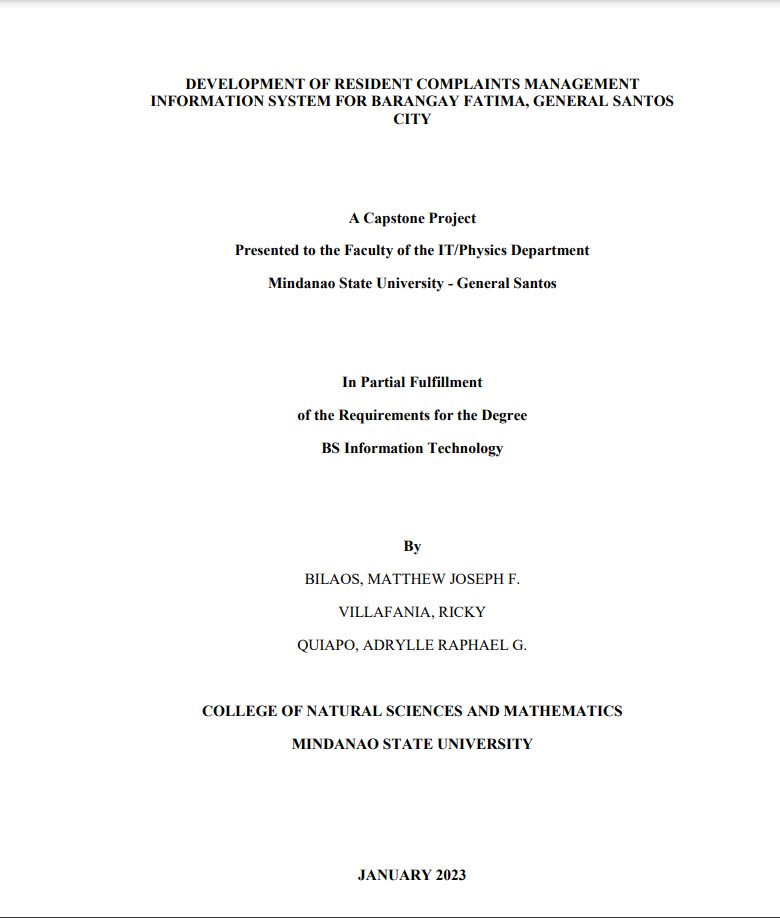 DEVELOPMENT OF RESIDENT COMPLAINTS MANAGEMENT
INFORMATION SYSTEM FOR BARANGAY FATIMA, GENERAL SANTOS
CITY
A Capstone Project
Presented to the Faculty of the IT/Physics Department
Mindanao State University - General Santos
In Partial Fulfillment
of the Requirements for the Degree
BS Information Technology
By
BILAOS, MATTHEW JOSEPH F.
VILLAFANIA, RICKY
QUIAPO, ADRYLLE RAPHAEL G.
COLLEGE OF NATURAL SCIENCES AND MATHEMATICS
MINDANAO STATE UNIVERSITY
JANUARY 2023